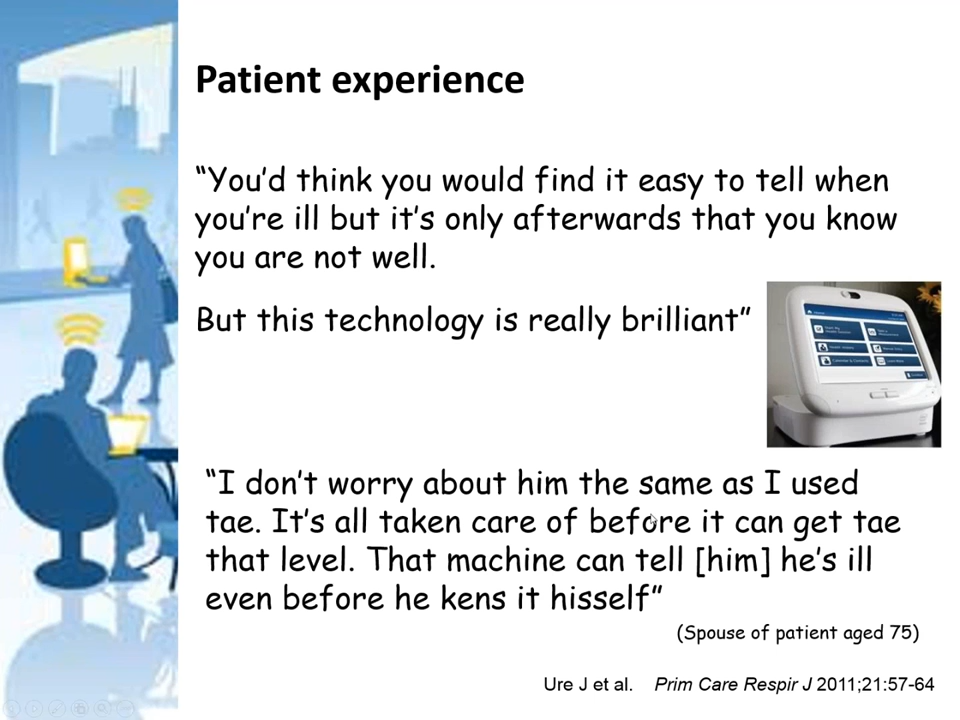 Patient experience
“You’d think you would find it easy to tell when
you’re ill but it’s only afterwards that you know
you are not well.
But this technology is really brilliant”
“I don’t worry about him the same as I used
tae. It’s all taken care of before it can get tae
that level. That machine can tell [him] he’s ill
even before he kens it hisself”
(Spouse of patient aged 75)
Ure J et al. Prim Care Respir J 2011;21:57-64